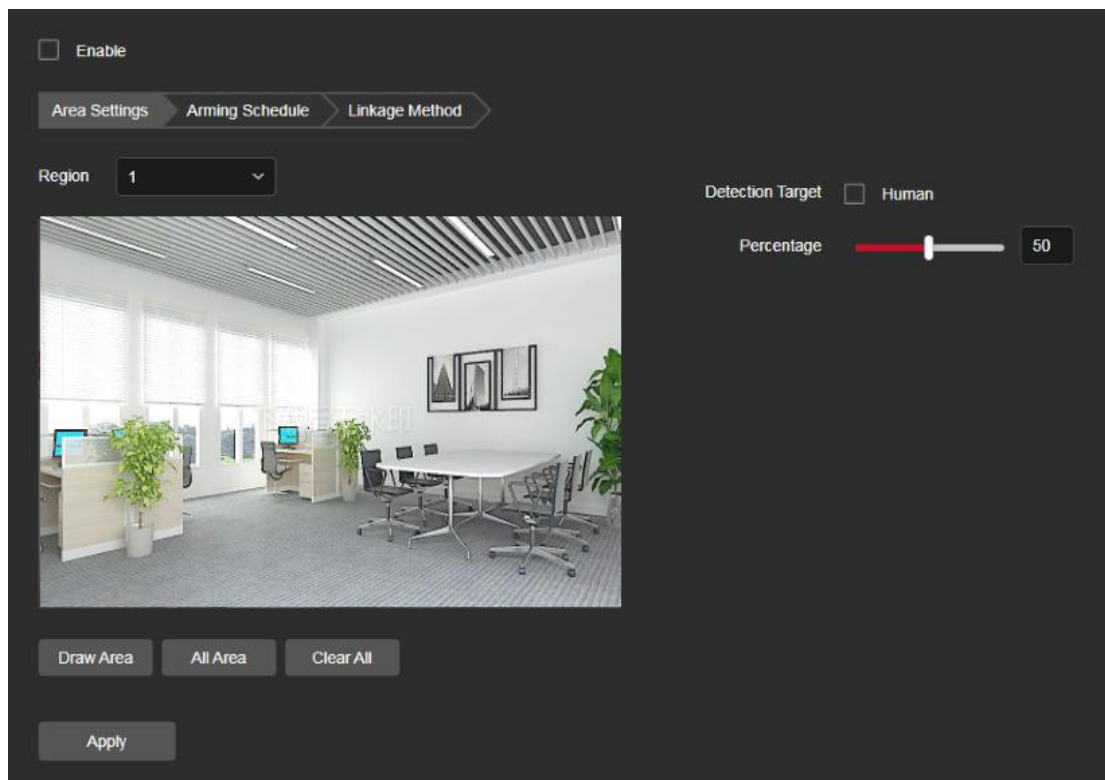 Enable
Area Settings Arming Schedule Linkage Method
Region 1
Detection Target Human
Percentage 50
Draw Area All Area Clear All
Apply